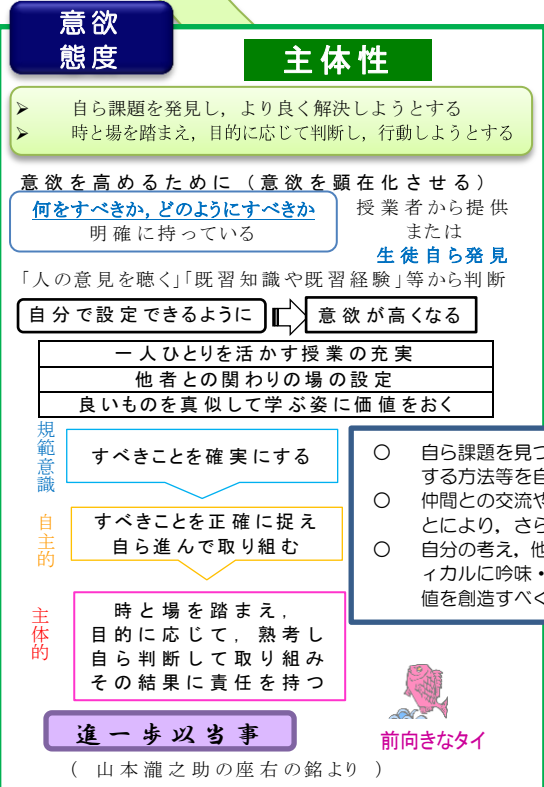 意欲
態度
主体性
➢ 自ら課題を発見し，より良く解決しようとする
➢ 時と場を踏まえ，目的に応じて判断し，行動しようとする
意欲を高めるために（意欲を顕在化させる）
何をすべきか，どのようにすべきか
明確に持っている
授業者から提供
または
生徒自ら発見
「人の意見を聴く」「既習知識や既習経験」等から判断
自分で設定できるように
意欲が高くなる
一人ひとりを活かす授業の充実
他者との関わりの場の設定
良いものを真似して学ぶ姿に価値をおく
規範意識
すべきことを確実にする
自主的
すべきことを正確に捉え
自ら進んで取り組む
主体的
時と場を踏まえ，
目的に応じて，熟考し
自ら判断して取り組み
その結果に責任を持つ
○ 自ら課題を見つ
する方法等を自
○ 仲間との交流や
とにより，さら
○ 自分の考え，他
ィカルに吟味・
値を創造すべく
進一歩以当事
（ 山本瀧之助の座右の銘より ）
前向きなタイ